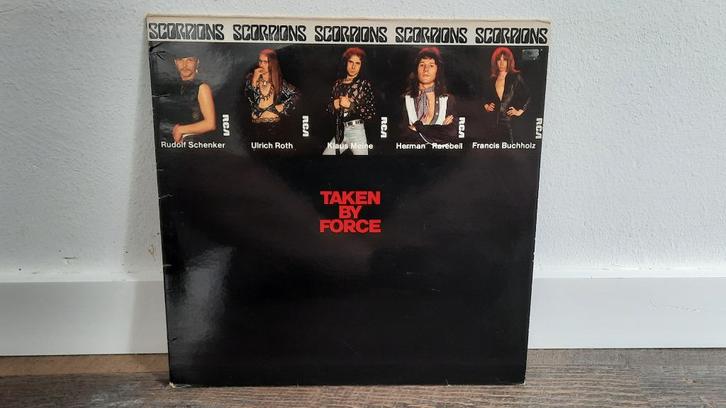 SCORPIONS SCORPIONS SCORPIONS SCORPIONS SCORPIONS
RCA RCA RCA RCA RCA
Rudolf Schenker Ulrich Roth Klaus Meine Herman Rarebell Francis Buchholz
TAKEN
BY
FORCE